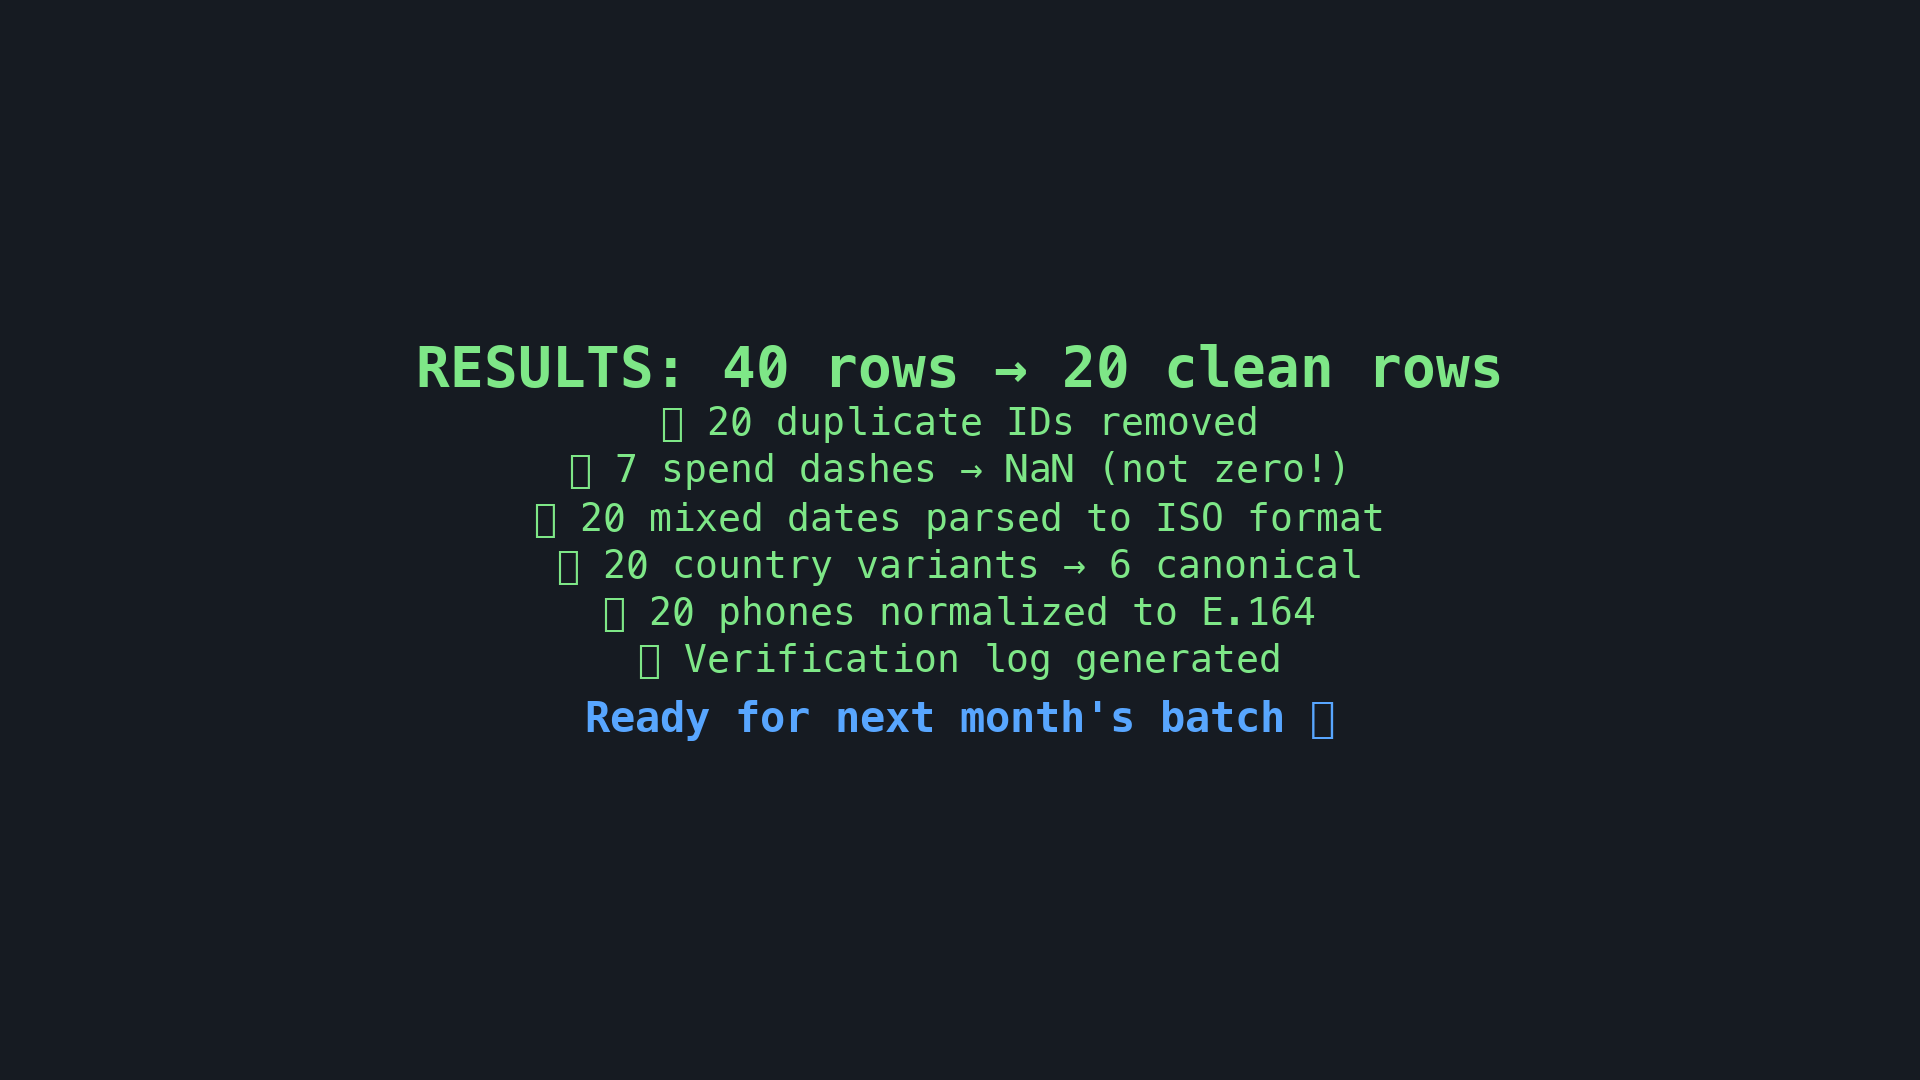 RESULTS: 40 rows → 20 clean rows
▯ 20 duplicate IDs removed
▯ 7 spend dashes → NaN (not zero!)
▯ 20 mixed dates parsed to ISO format
▯ 20 country variants → 6 canonical
▯ 20 phones normalized to E.164
▯ Verification log generated
Ready for next month's batch ▯